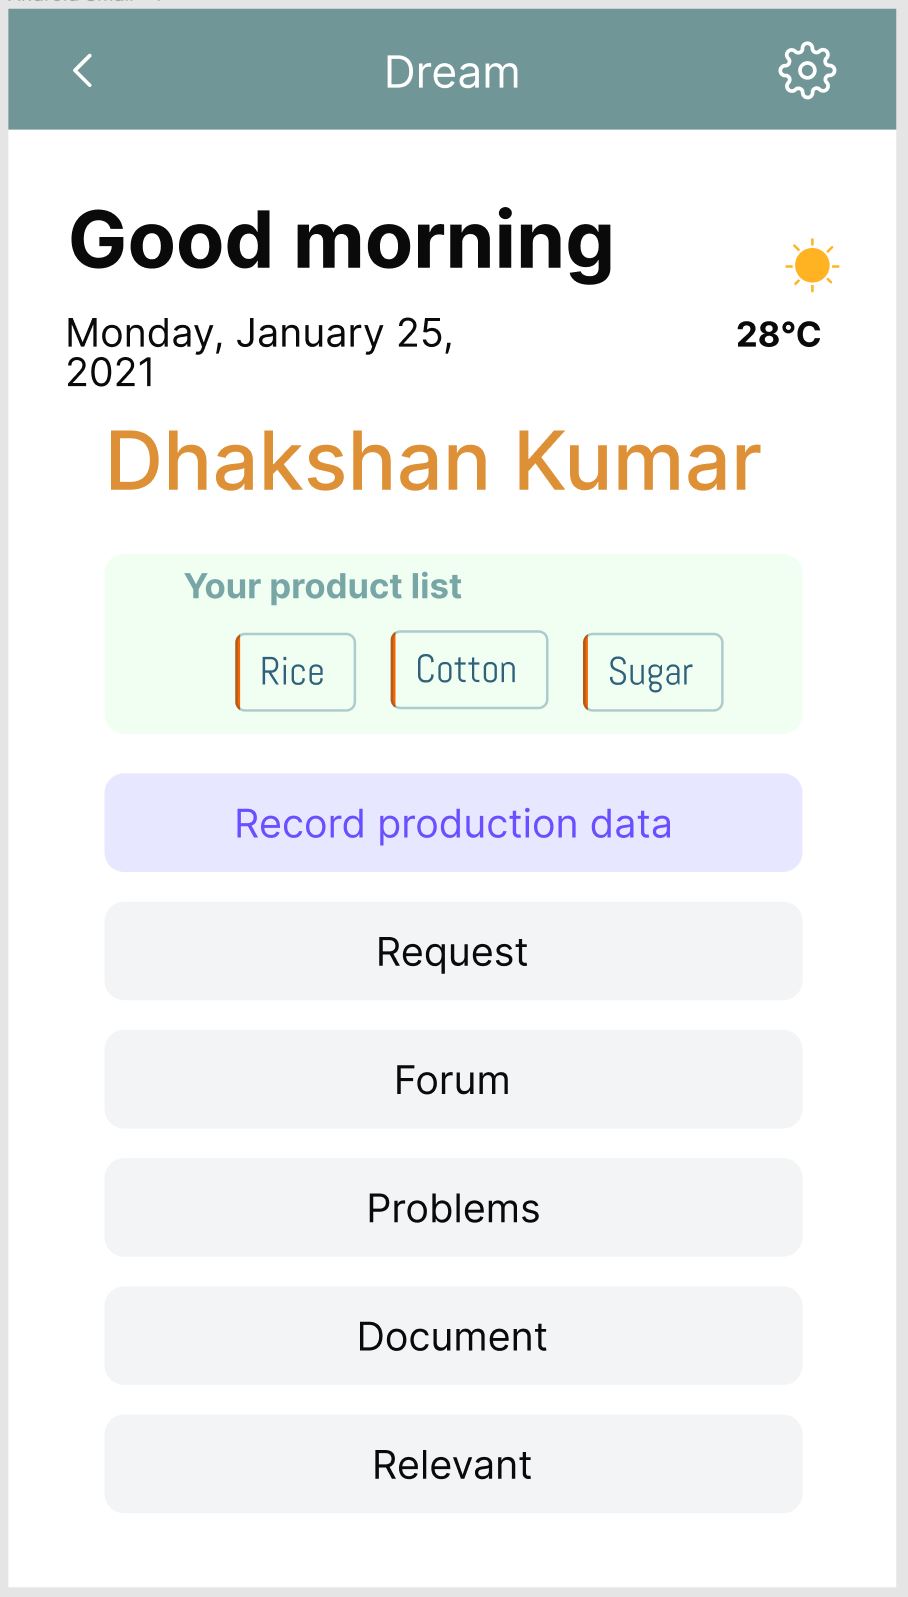 Dream
Good morning
Monday, January 25,
2021
28°C
Dhakshan Kumar
Your product list
Rice
Cotton
Sugar
Record production data
Request
Forum
Problems
Document
Relevant